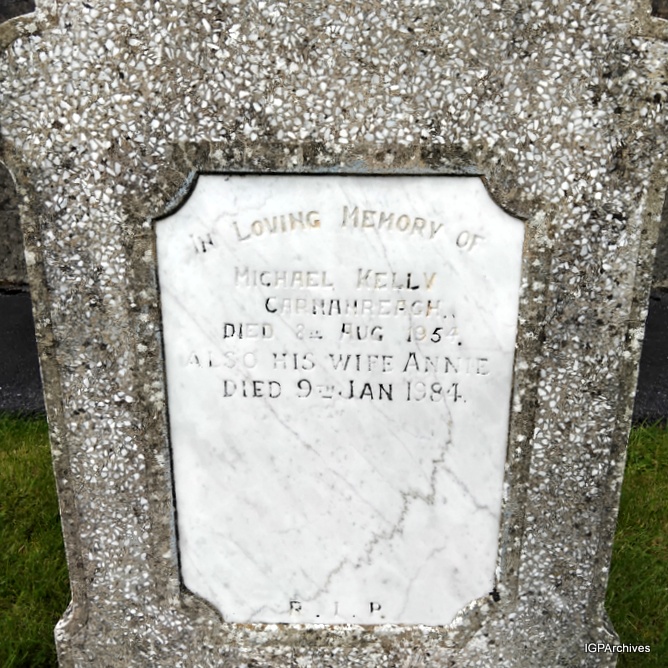 IN LOVING MEMORY OF
MICHAEL KELLY
CARNAHREAGH.
DIED 8TH AUG 1954.
ALSO HIS WIFE ANNIE
DIED 9TH JAN 1984.
R.I.P.
IGPArchives